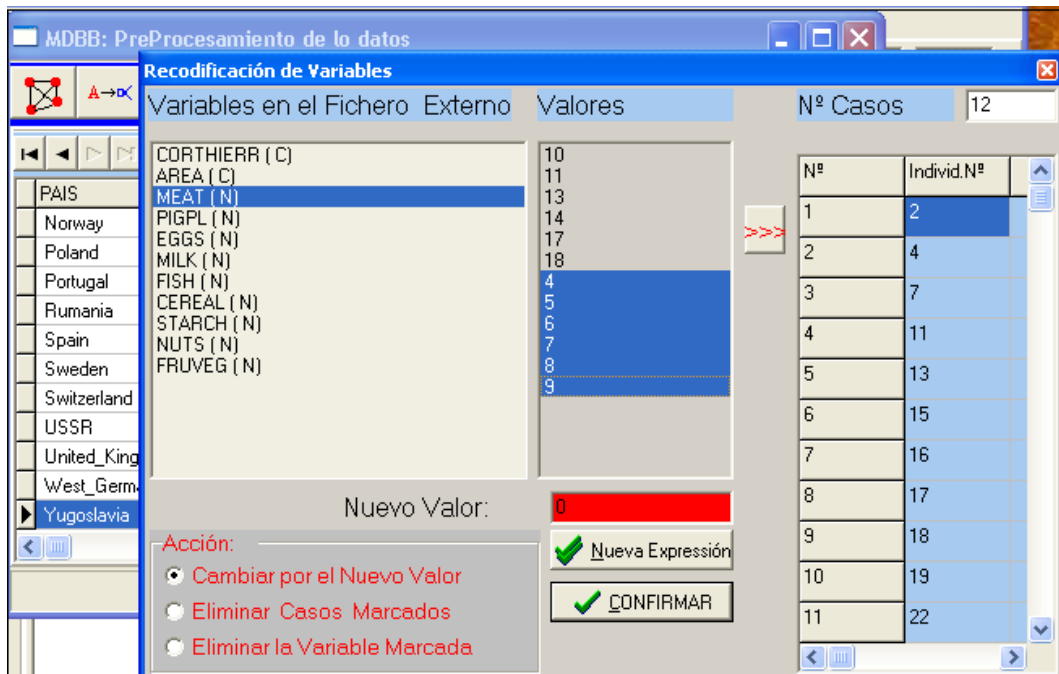 MDBB: PreProcesamiento de lo datos
A
PAIS
Norway
Poland
Portugal
Rumania
Spain
Sweden
Switzerland
USSR
United_King
West_Germ
Yugoslavia
Recodificación de Variables
Variables en el Fichero Externo
CORTHIERR ( C)
AREA ( C)
MEAT ( N)
PIGPL ( N)
EGGS ( N)
MILK ( N)
FISH ( N)
CEREAL ( N)
STARCH ( N)
NUTS ( N)
FRUVEG ( N)
Valores
10
11
13
14
17
18
4
5
6
7
8
9
>>>
Nº Casos 12
Nº Individ.Nº
1 2
2 4
3 7
4 11
5 13
6 15
7 16
8 17
9 18
10 19
11 22
Nuevo Valor: 0
Acción:
Cambiar por el Nuevo Valor
Eliminar Casos Marcados
Eliminar la Variable Marcada
Nueva Expressión
CONFIRMAR